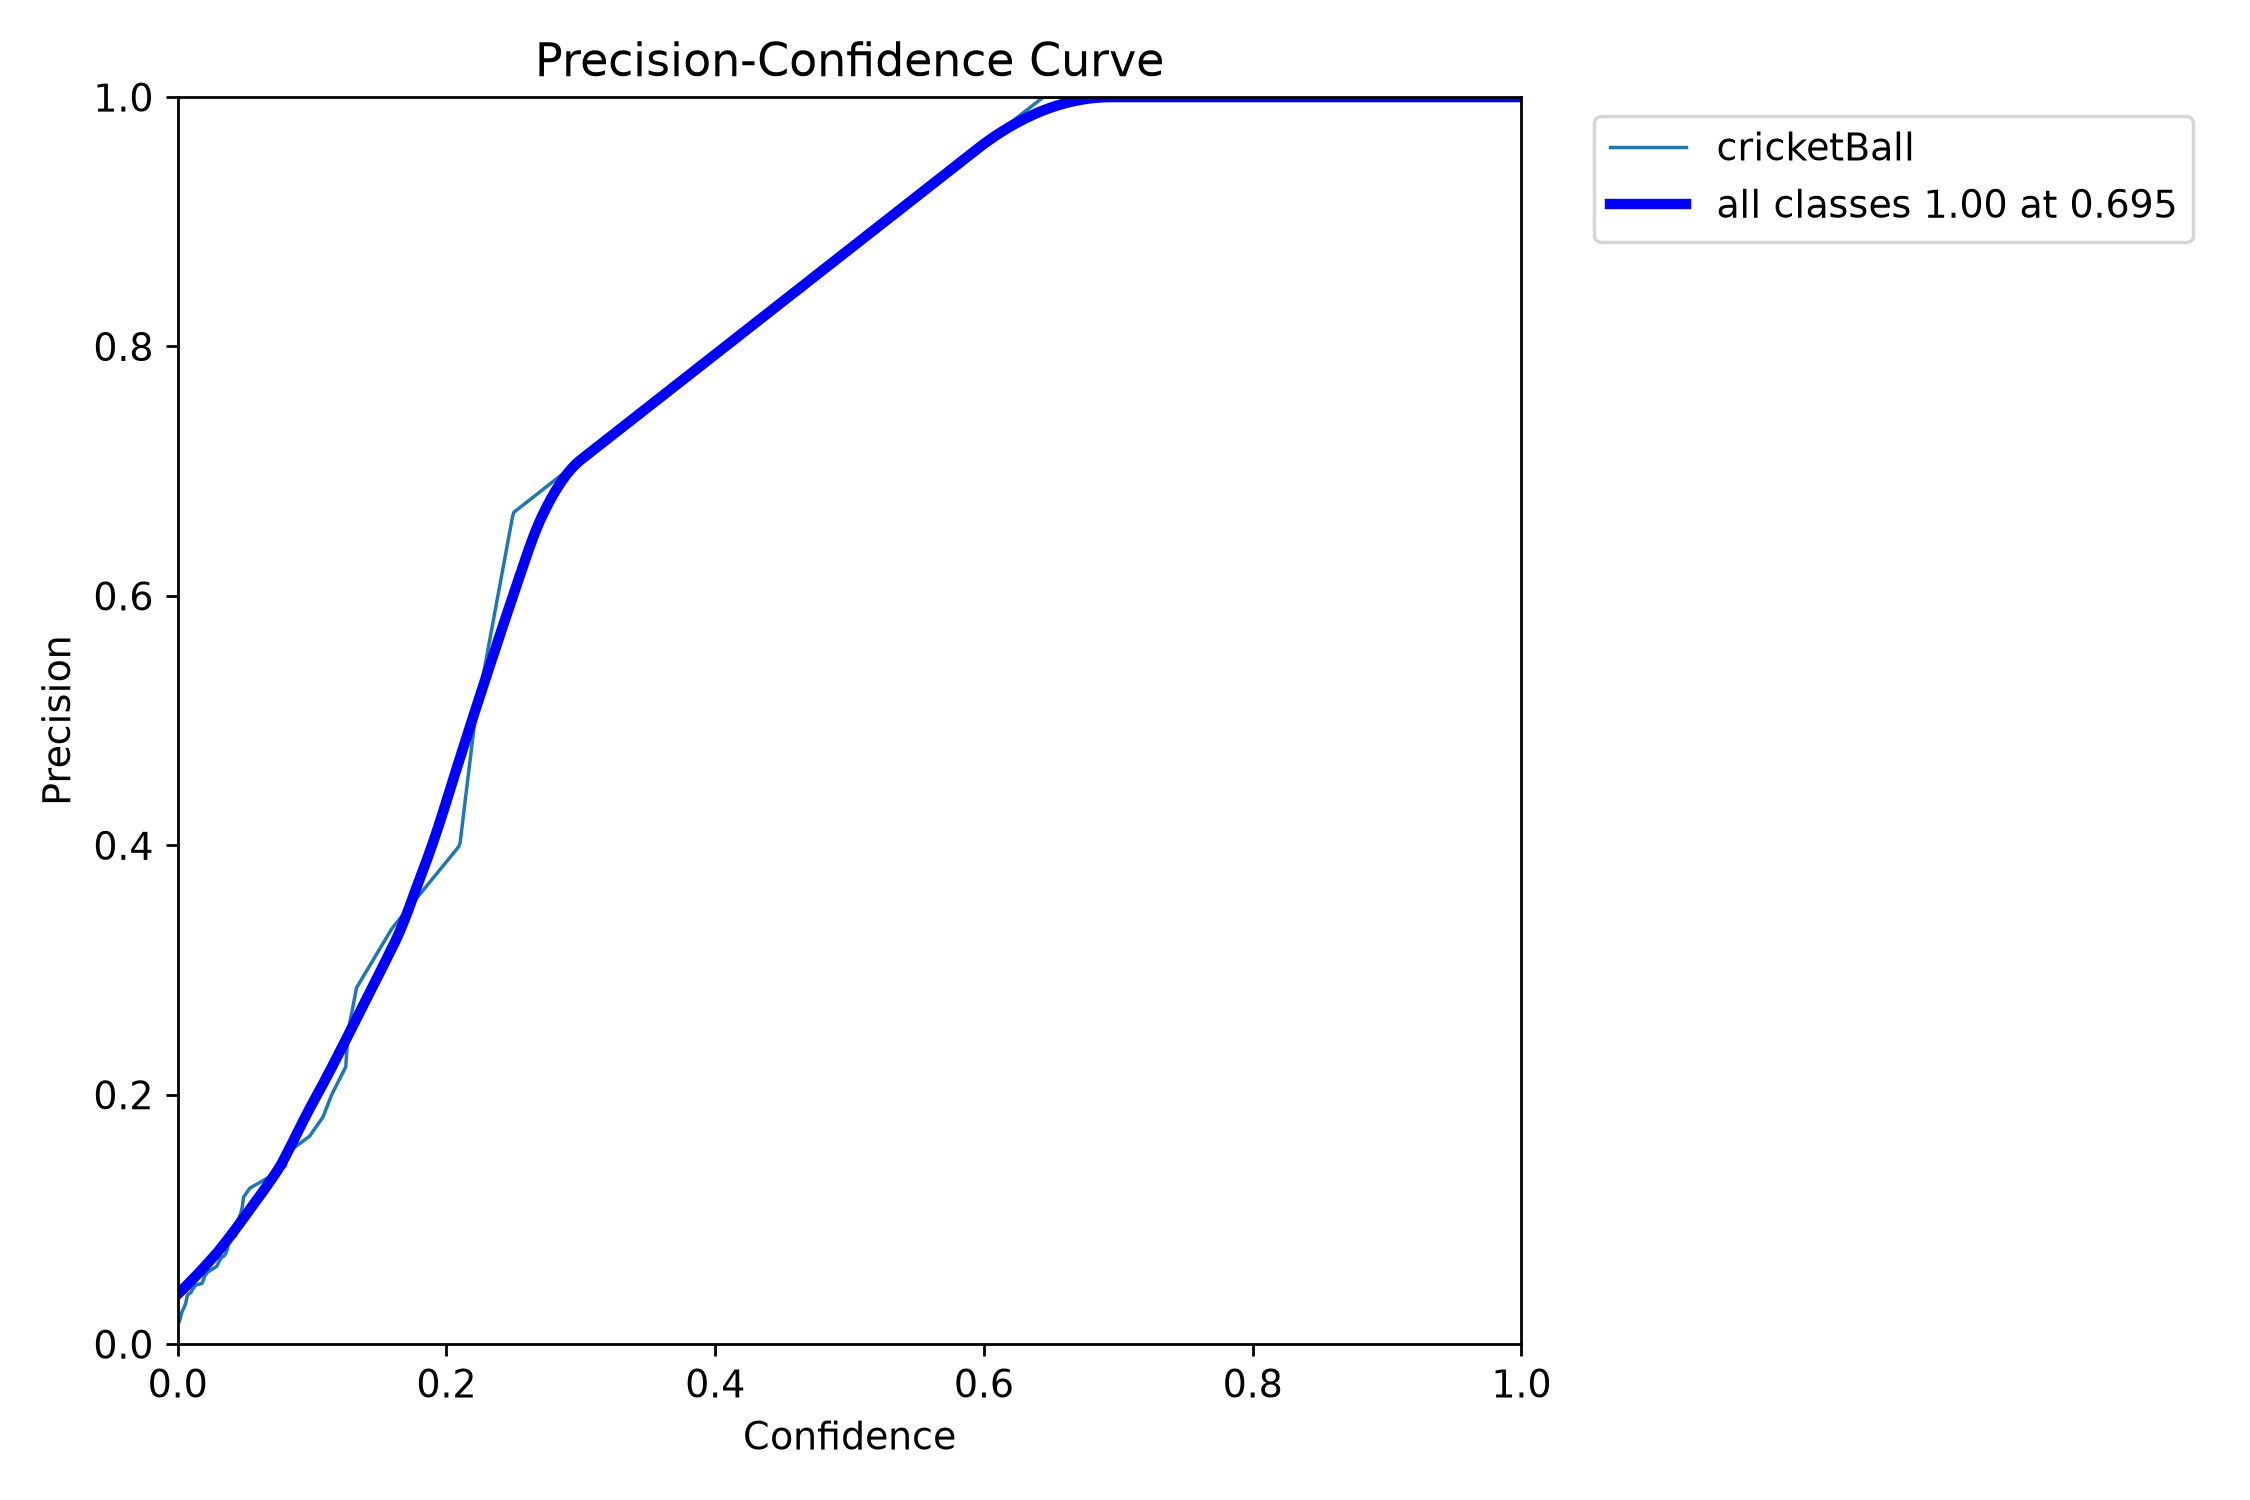 Precision-Confidence Curve
1.0
0.8
0.6
0.4
0.2
0.0
Precision
0.0 0.2 0.4 0.6 0.8 1.0
Confidence
cricketBall
all classes 1.00 at 0.695